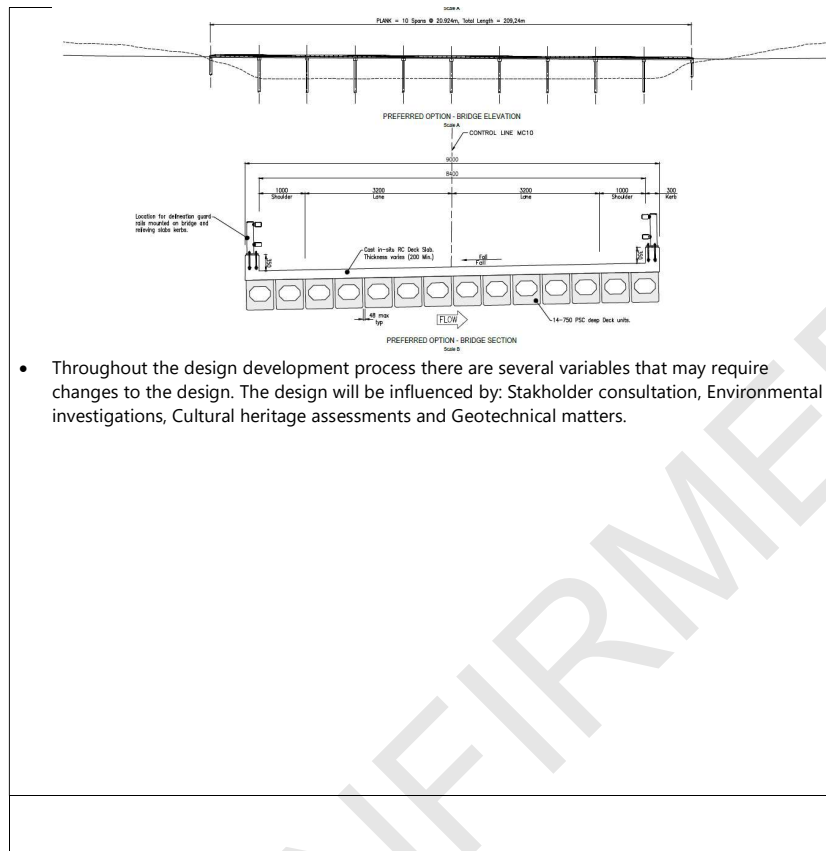 Scale A
PLANK = 10 Spans @ 20.924m, Total Length = 209,24m
PREFERRED OPTION - BRIDGE ELEVATION
Scale A
CONTROL LINE MC10
9000
8400
1000 3200 3200 1000 300
Shoulder Lane Lane Shoulder Kerb
Location for delineation guard
rails mounted on bridge and
relieving slabs kerbs.
Cast in-situ RC Deck Slab.
Thickness varies (200 Min.)
Fall
Fall
350
350
48 max
typ
FLOW
14-750 PSC deep Deck units.
PREFERRED OPTION - BRIDGE SECTION
Scale B
• Throughout the design development process there are several variables that may require
changes to the design. The design will be influenced by: Stakholder consultation, Environmental
investigations, Cultural heritage assessments and Geotechnical matters.
NFIRME